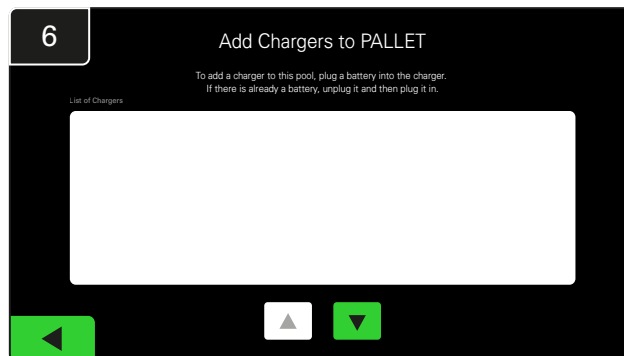 6
Add Chargers to PALLET
To add a charger to this pool, plug a battery into the charger.
If there is already a battery, unplug it and then plug it in.
List of Chargers